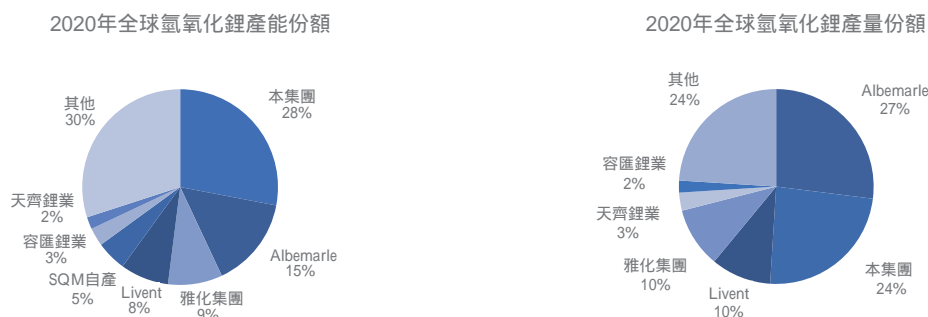 2020年全球氫氧化鋰產能份額
其他
30%
本集團
28%
天齊鋰業
2%
容匯鋰業
3%
SQM自產
5%
Livent
8%
雅化集團
9%
Albemarle
15%
2020年全球氫氧化鋰產量份額
其他
24%
Albemarle
27%
容匯鋰業
2%
天齊鋰業
3%
雅化集團
10%
Livent
10%
本集團
24%